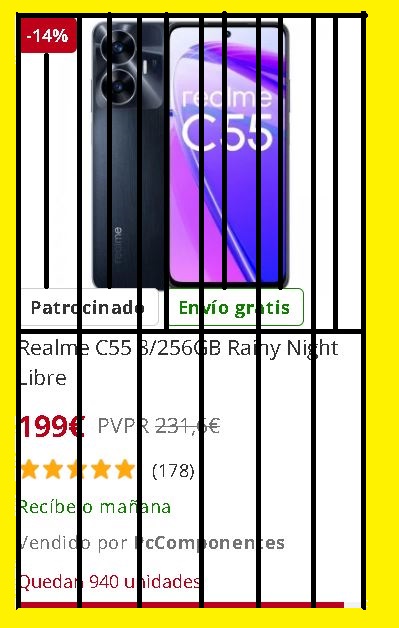 -14%
realme
C55
realme
Patrocinado
Envío gratis
Realme C55 8/256GB Rainy Night
Libre
199€ PVPR 231,6€
(178)
Recíbelo mañana
Vendido por PcComponentes
Quedan 940 unidades